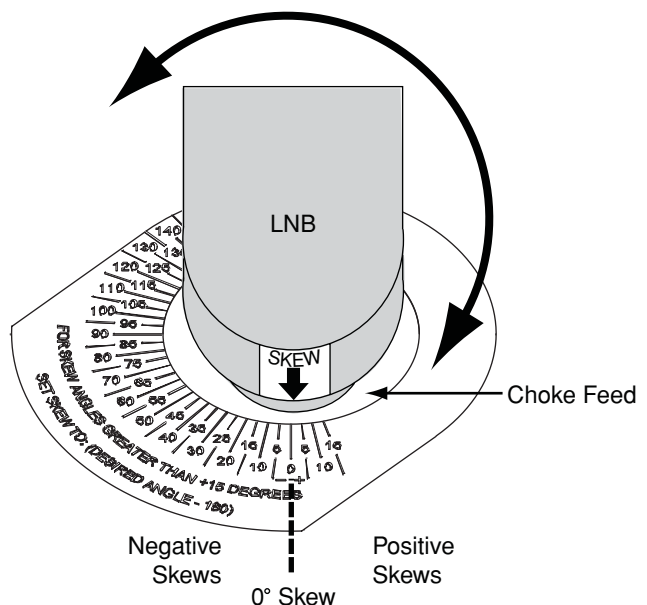 LNB
140
130 13
120 125
110 115
100 105
90 95
80 85
70 75
60 65
50 55
40 45
30 35
20 25
10 15
0 5
10 5
15
- +
SKEW
FOR SKEW ANGLES GREATER THAN +15 DEGREES
SET SKEW TO: (DESIRED ANGLE - 180)
Choke Feed
Negative
Skews
Positive
Skews
0° Skew